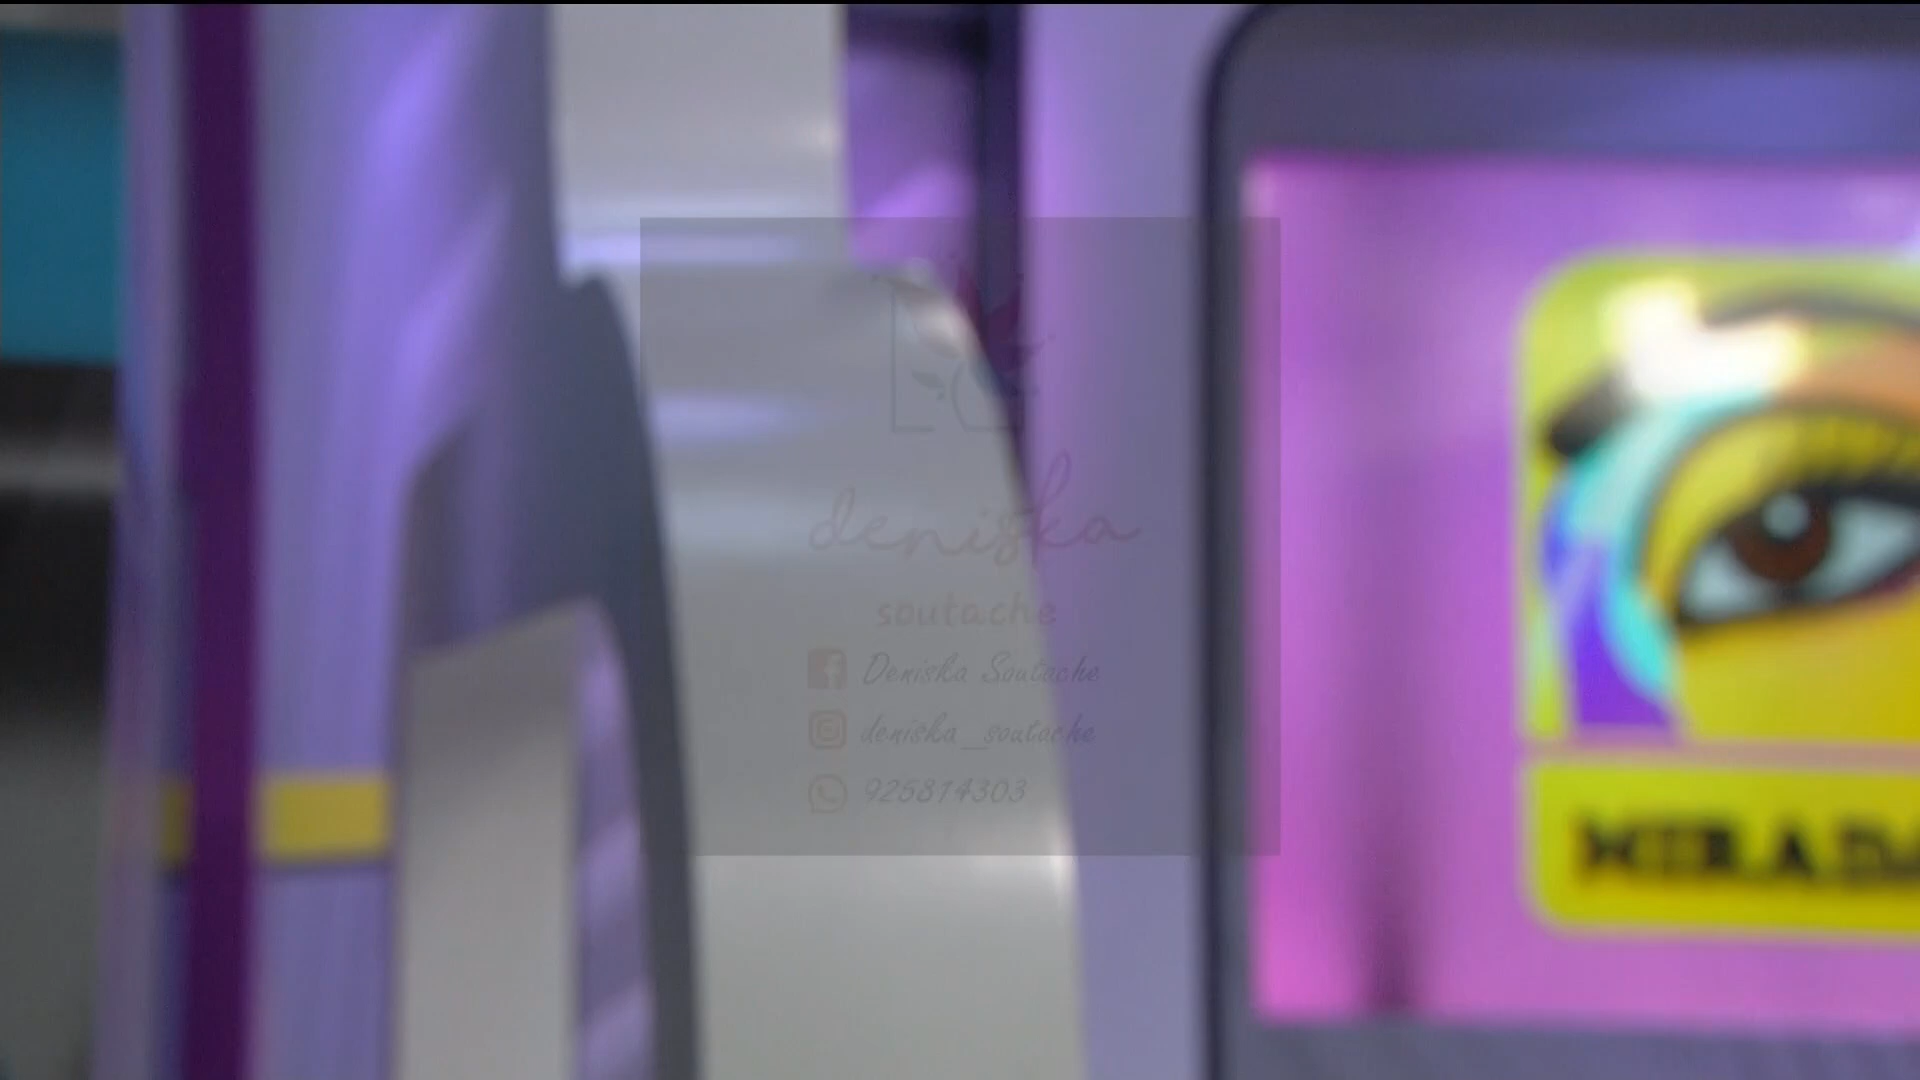 deniska
soutache
Deniska Soutache
deniska_soutache
925814303